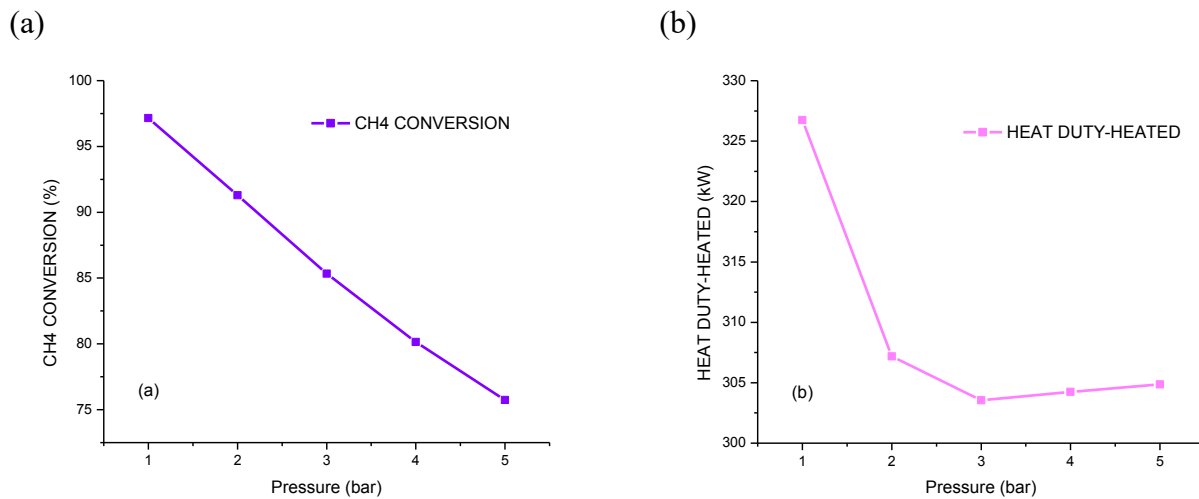 (a)
100
95
90
85
80
75
CH4 CONVERSION (%)
CH4 CONVERSION
(a)
1 2 3 4 5
Pressure (bar)
(b)
330
325
320
315
310
305
300
HEAT DUTY-HEATED (kW)
HEAT DUTY-HEATED
(b)
1 2 3 4 5
Pressure (bar)